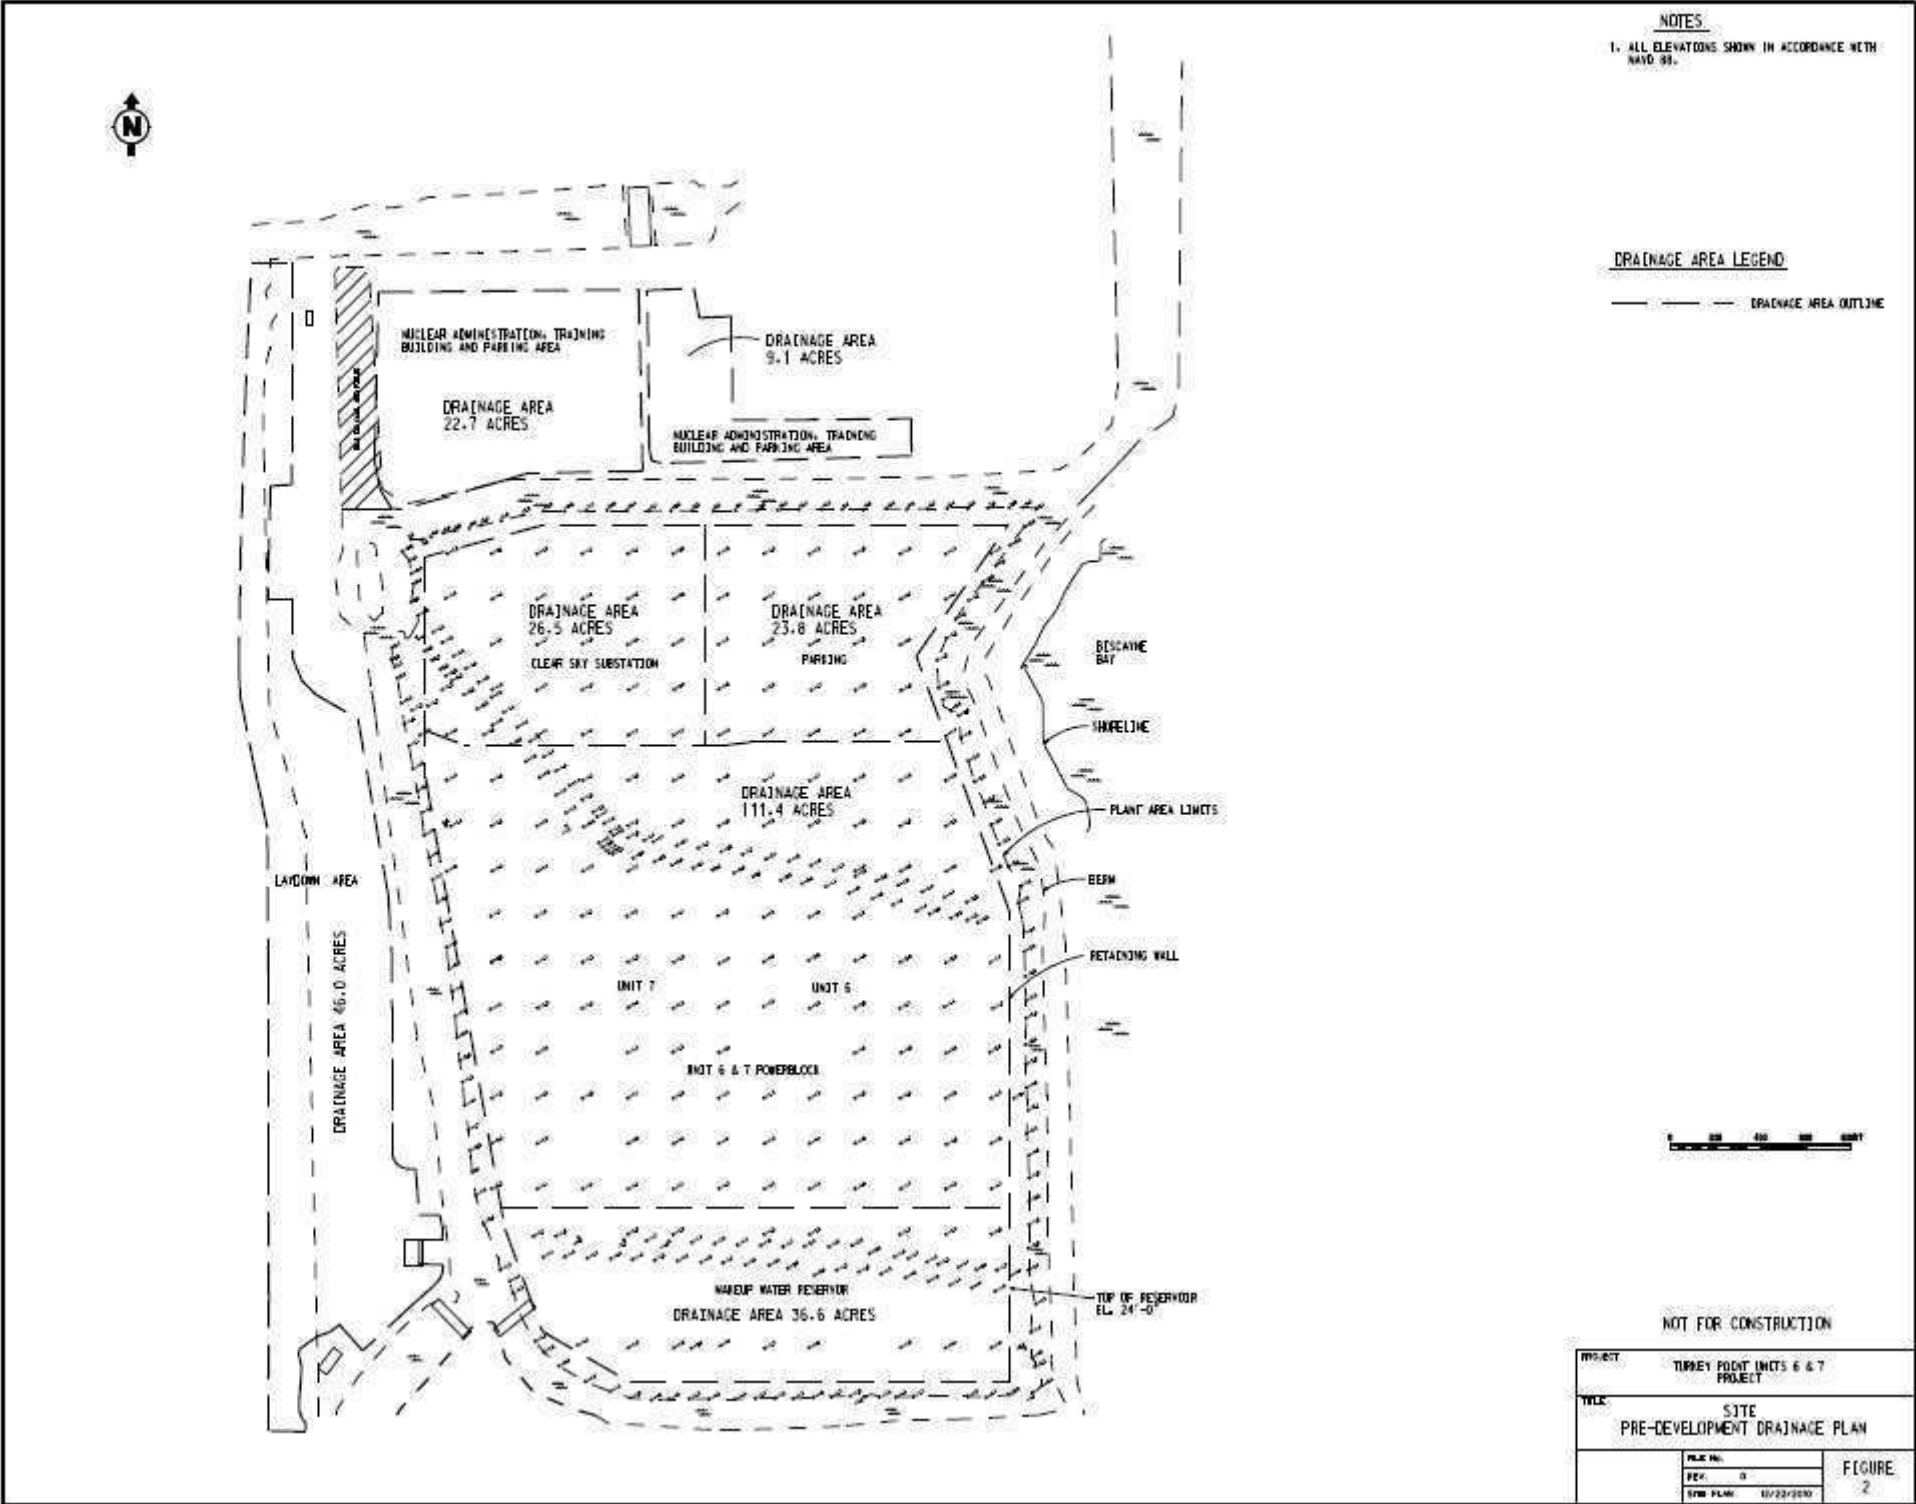 NOTES
1. ALL ELEVATIONS SHOWN IN ACCORDANCE WITH
NAVD 88.
N
DRAINAGE AREA LEGEND
DRAINAGE AREA OUTLINE
NUCLEAR ADMINISTRATION, TRAINING
BUILDING AND PARKING AREA
DRAINAGE AREA
9.1 ACRES
DRAINAGE AREA
22.7 ACRES
NUCLEAR ADMINISTRATION, TRAINING
BUILDING AND PARKING AREA
DRAINAGE AREA
26.5 ACRES
CLEAR SKY SUBSTATION
DRAINAGE AREA
23.8 ACRES
PARKING
BISCAYNE
BAY
SHORELINE
DRAINAGE AREA
111.4 ACRES
PLANT AREA LIMITS
LAYDOWN AREA
BERM
DRAINAGE AREA 46.0 ACRES
RETAINING WALL
UNIT 7
UNIT 6
UNIT 6 & 7 POWERBLOCK
MAKEUP WATER RESERVOIR
DRAINAGE AREA 36.6 ACRES
TOP OF RESERVOIR
EL. 24'-0"
NOT FOR CONSTRUCTION
PROJECT
TURKEY POINT UNITS 6 & 7
PROJECT
TITLE
SITE
PRE-DEVELOPMENT DRAINAGE PLAN
FILE No.
REV. 0
FIGURE
2